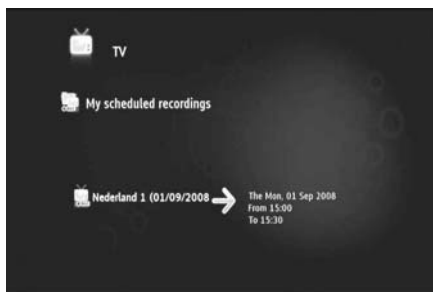 TV
My scheduled recordings
Nederland 1 (01/09/2008
The Mon, 01 Sep 2008
From 15:00
To 15:30